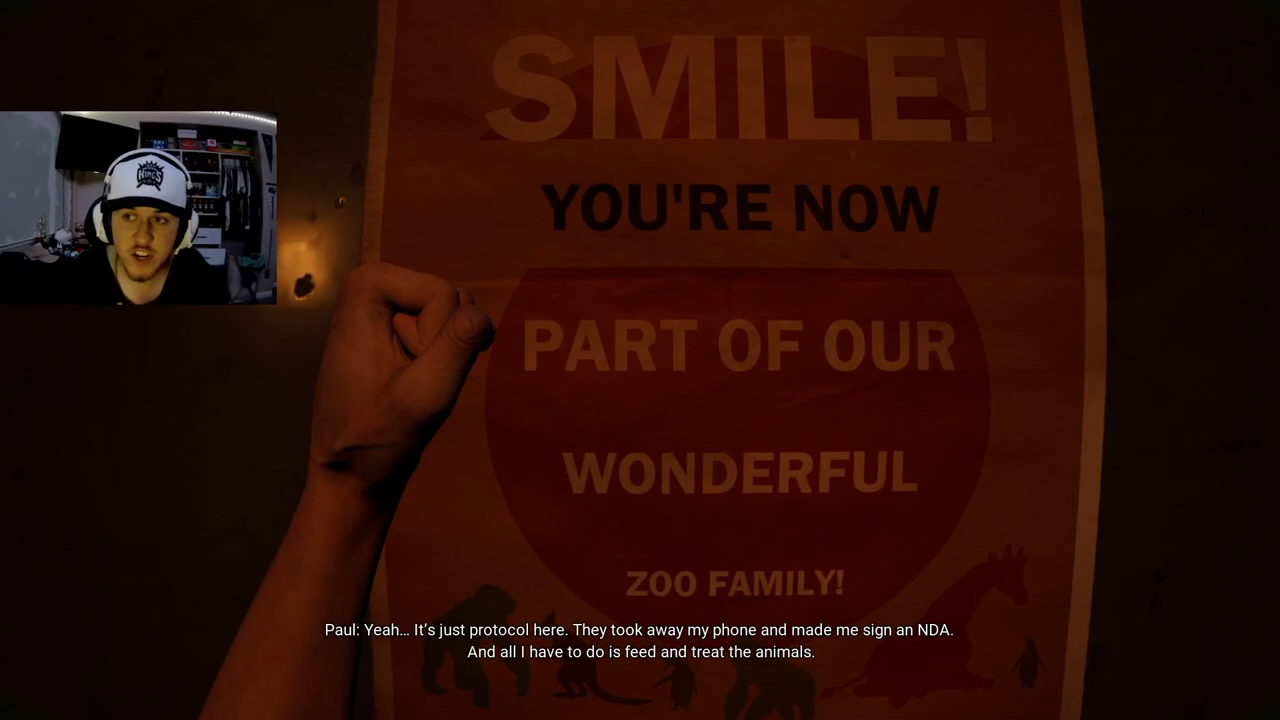 SMILE!
YOU'RE NOW
KINGS
PART OF OUR
WONDERFUL
ZOO FAMILY!
Paul: Yeah… It’s just protocol here. They took away my phone and made me sign an NDA.
And all I have to do is feed and treat the animals.